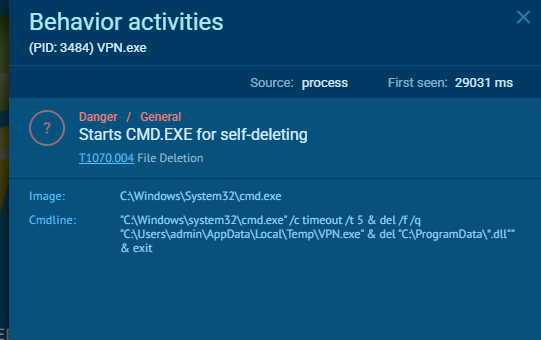 Behavior activities
(PID: 3484) VPN.exe
Source: process First seen: 29031 ms
?
Danger / General
Starts CMD.EXE for self-deleting
T1070.004 File Deletion
Image: C:\Windows\System32\cmd.exe
Cmdline: "C:\Windows\system32\cmd.exe" /c timeout /t 5 & del /f /q
"C:\Users\admin\AppData\Local\Temp\VPN.exe" & del "C:\ProgramData\*.dll""
& exit